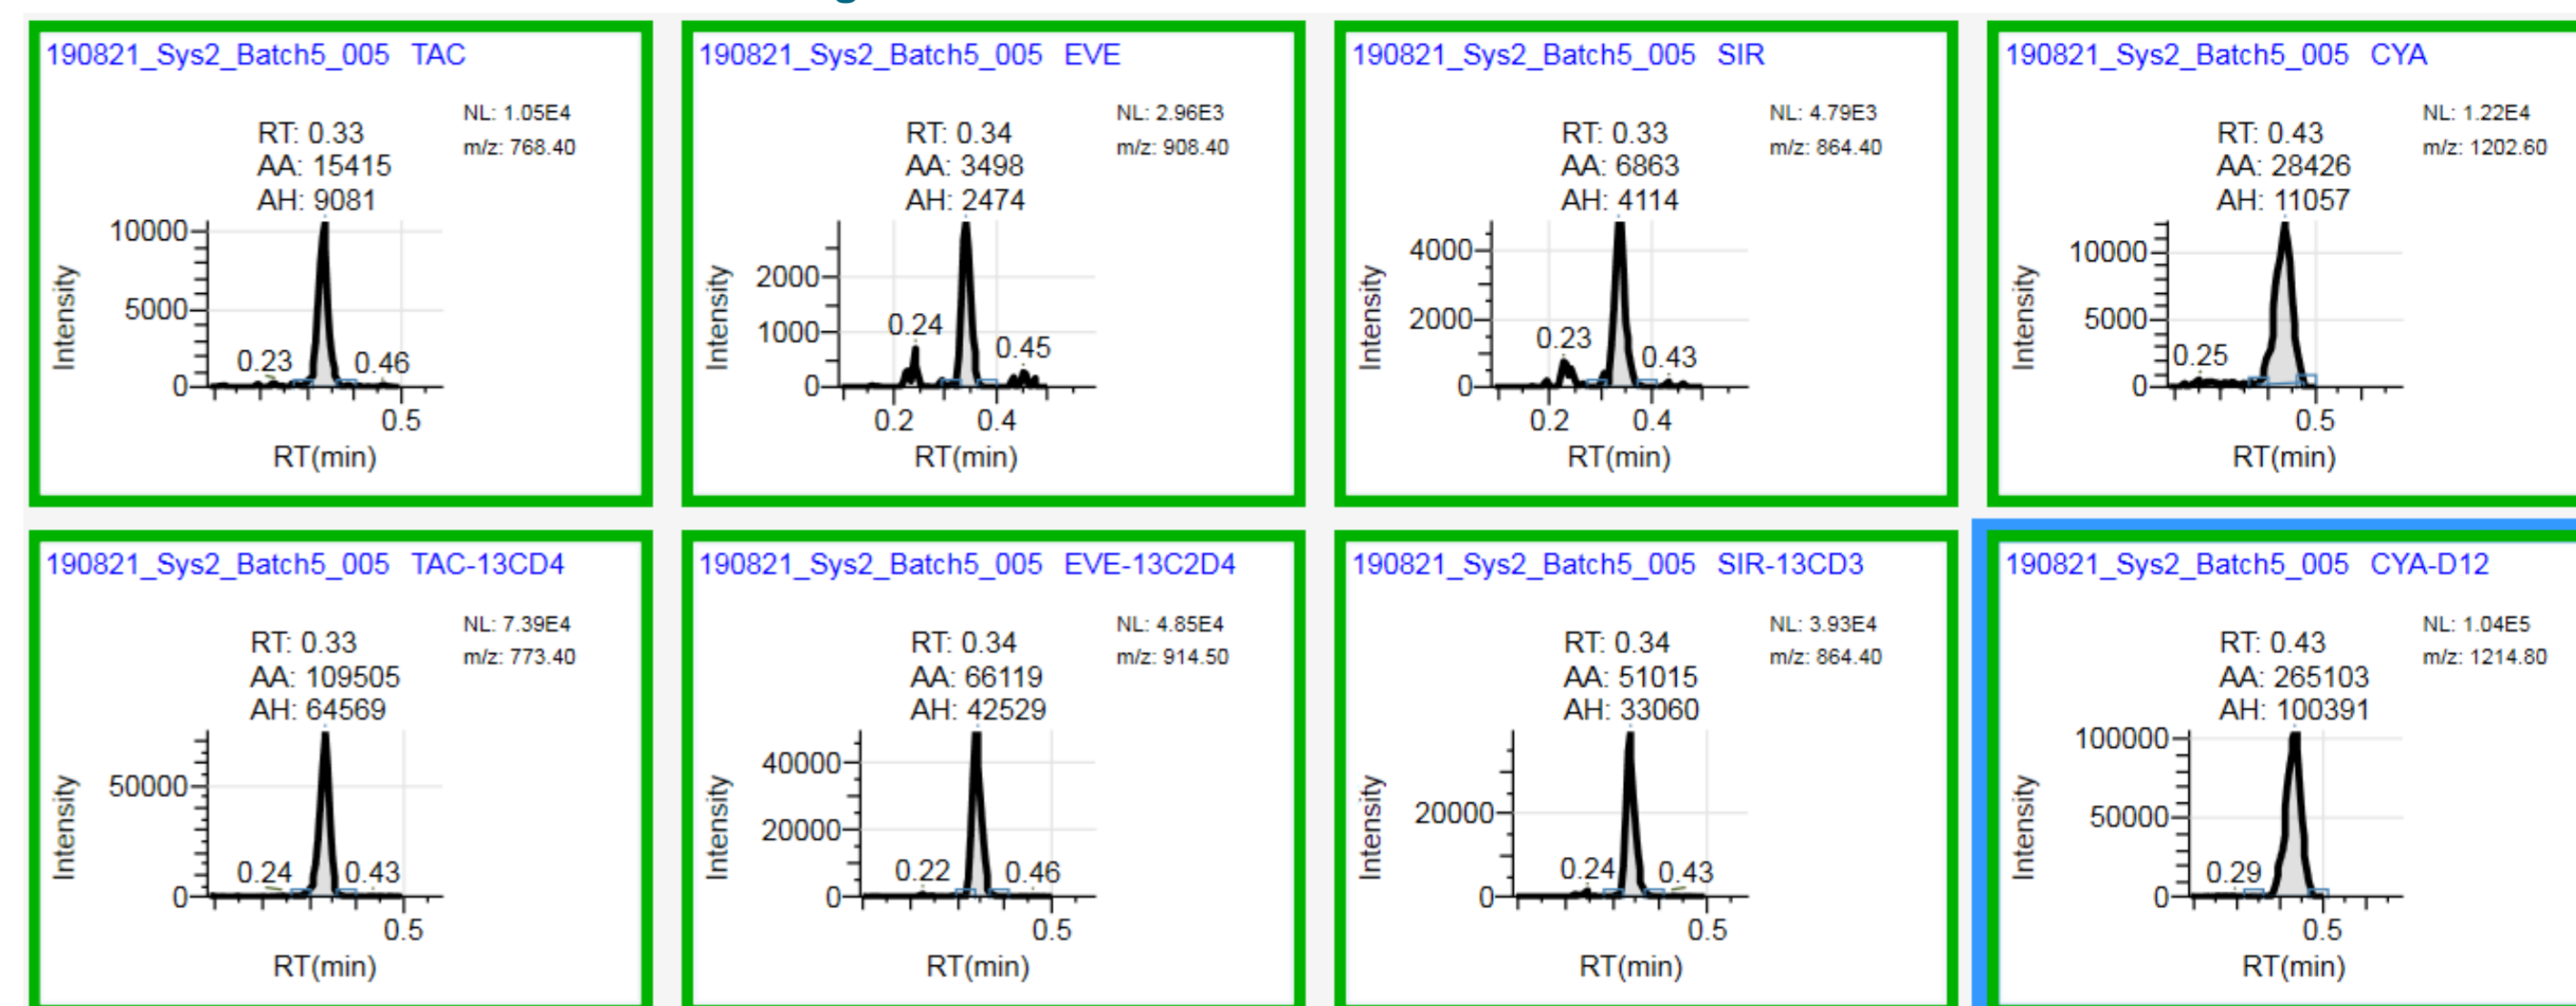 190821_Sys2_Batch5_005 TAC
NL: 1.05E4
m/z: 768.40
RT: 0.33
AA: 15415
AH: 9081
10000
5000
0
Intensity
0.23
0.46
0.5
RT(min)
190821_Sys2_Batch5_005 EVE
NL: 2.96E3
m/z: 908.40
RT: 0.34
AA: 3498
AH: 2474
2000
1000
0
Intensity
0.24
0.45
0.2 0.4
RT(min)
190821_Sys2_Batch5_005 SIR
NL: 4.79E3
m/z: 864.40
RT: 0.33
AA: 6863
AH: 4114
4000
2000
0
Intensity
0.23
0.43
0.2 0.4
RT(min)
190821_Sys2_Batch5_005 CYA
NL: 1.22E4
m/z: 1202.60
RT: 0.43
AA: 28426
AH: 11057
10000
5000
0
Intensity
0.25
0.5
RT(min)
190821_Sys2_Batch5_005 TAC-13CD4
NL: 7.39E4
m/z: 773.40
RT: 0.33
AA: 109505
AH: 64569
50000
0
Intensity
0.24
0.43
0.5
RT(min)
190821_Sys2_Batch5_005 EVE-13C2D4
NL: 4.85E4
m/z: 914.50
RT: 0.34
AA: 66119
AH: 42529
40000
20000
0
Intensity
0.22
0.46
0.5
RT(min)
190821_Sys2_Batch5_005 SIR-13CD3
NL: 3.93E4
m/z: 864.40
RT: 0.34
AA: 51015
AH: 33060
20000
0
Intensity
0.24
0.43
0.5
RT(min)
190821_Sys2_Batch5_005 CYA-D12
NL: 1.04E5
m/z: 1214.80
RT: 0.43
AA: 265103
AH: 100391
100000
50000
0
Intensity
0.29
0.5
RT(min)